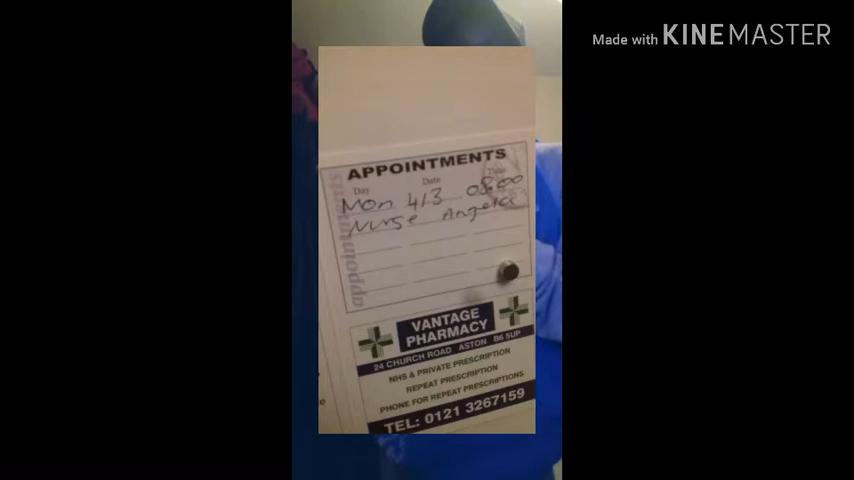 Made with KINEMASTER
APPOINTMENTS
Day Date Time
Mon 4/3 08:00
Nurse Angela
appointments
VANTAGE
PHARMACY
24 CHURCH ROAD ASTON B6 5UP
NHS & PRIVATE PRESCRIPTION
REPEAT PRESCRIPTION
PHONE FOR REPEAT PRESCRIPTIONS
TEL: 0121 3267159